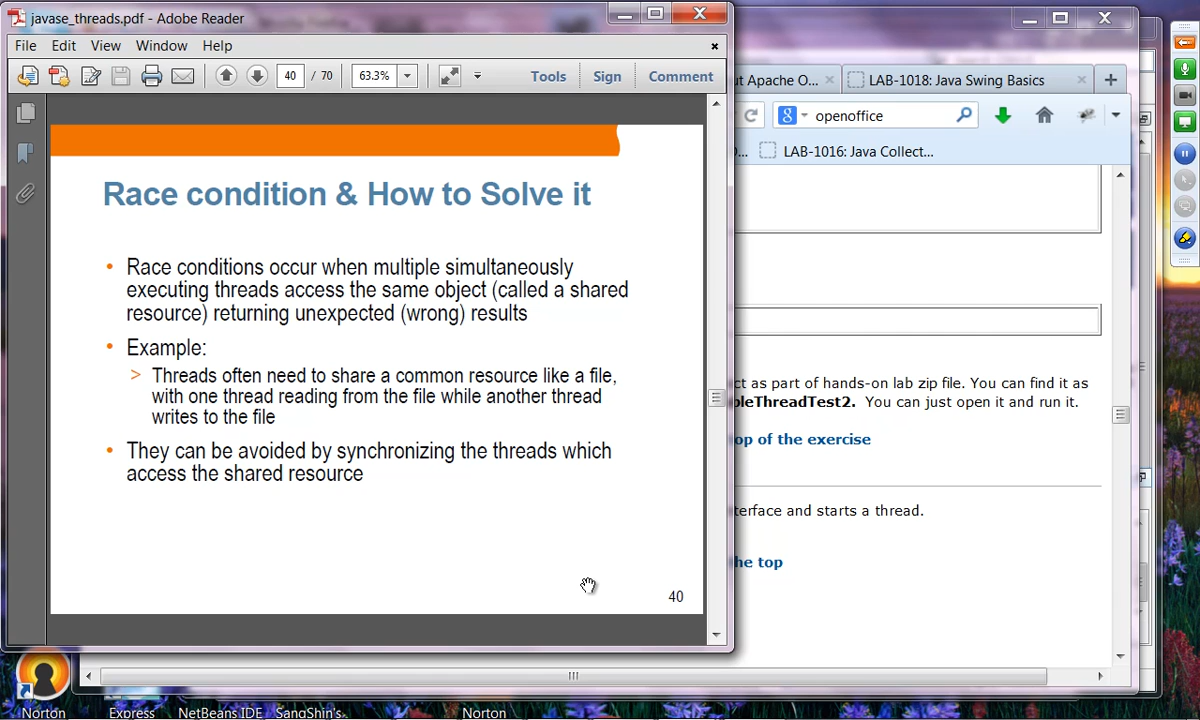 javase_threads.pdf - Adobe Reader
File Edit View Window Help
40 / 70 63.3% Tools Sign Comment
Race condition & How to Solve it
• Race conditions occur when multiple simultaneously
executing threads access the same object (called a shared
resource) returning unexpected (wrong) results
• Example:
> Threads often need to share a common resource like a file,
with one thread reading from the file while another thread
writes to the file
• They can be avoided by synchronizing the threads which
access the shared resource
40
ut Apache O... LAB-1018: Java Swing Basics
openoffice
LAB-1016: Java Collect...
ct as part of hands-on lab zip file. You can find it as
bleThreadTest2. You can just open it and run it.
op of the exercise
terface and starts a thread.
he top
Norton Express NetBeans IDE SangShin's Norton